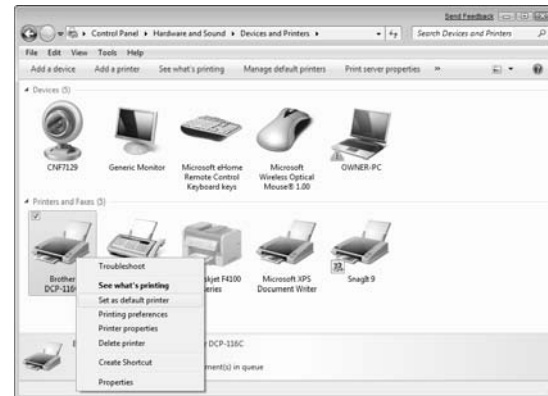 Send Feedback
Control Panel ▸ Hardware and Sound ▸ Devices and Printers ▸
Search Devices and Printers
File Edit View Tools Help
Add a device Add a printer See what's printing Manage default printers Print server properties »
Devices (5)
CNF7129
Generic Monitor
Microsoft eHome
Remote Control
Keyboard keys
Microsoft
Wireless Optical
Mouse® 1.00
OWNER-PC
Printers and Faxes (5)
Brother
DCP-116
skjet F4100
eries
Microsoft XPS
Document Writer
SnagIt 9
Troubleshoot
See what's printing
Set as default printer
Printing preferences
Printer properties
Delete printer
Create Shortcut
Properties
DCP-116C
ment(s) in queue